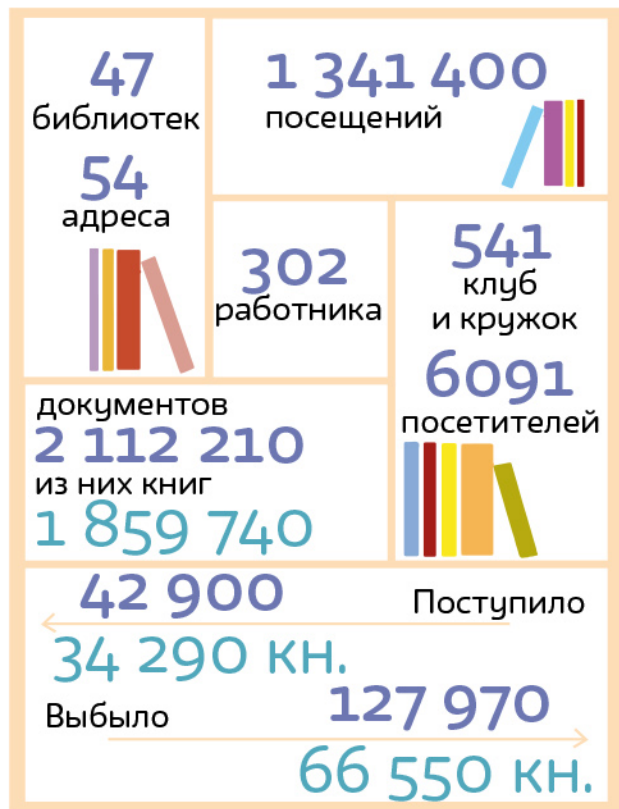 47
библиотек
54
адреса
1 341 400
посещений
302
работника
541
клуб
и кружок
6091
посетителей
документов
2 112 210
из них книг
1 859 740
42 900
Поступило
34 290 кн.
127 970
Выбыло
66 550 кн.